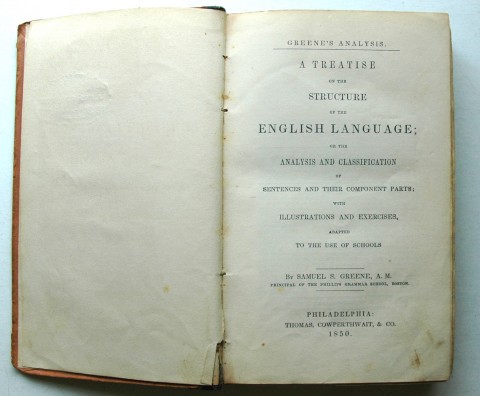 GREENE'S ANALYSIS.
A TREATISE
ON THE
STRUCTURE
OF THE
ENGLISH LANGUAGE;
OR THE
ANALYSIS AND CLASSIFICATION
OF
SENTENCES AND THEIR COMPONENT PARTS;
WITH
ILLUSTRATIONS AND EXERCISES,
ADAPTED
TO THE USE OF SCHOOLS
BY SAMUEL S. GREENE, A. M.
PRINCIPAL OF THE PHILLIPS GRAMMAR SCHOOL, BOSTON.
PHILADELPHIA:
THOMAS, COWPERTHWAIT, & CO.
1850.